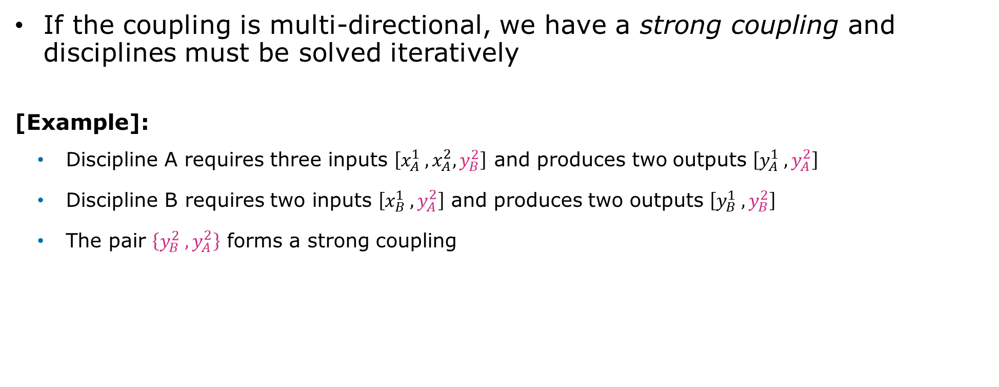 • If the coupling is multi-directional, we have a strong coupling and
disciplines must be solved iteratively
[Example]:
• Discipline A requires three inputs [$x_A^1$, $x_A^2$, $y_B^2$] and produces two outputs [$y_A^1$, $y_A^2$]
• Discipline B requires two inputs [$x_B^1$, $y_A^2$] and produces two outputs [$y_B^1$, $y_B^2$]
• The pair {$y_B^2$, $y_A^2$} forms a strong coupling